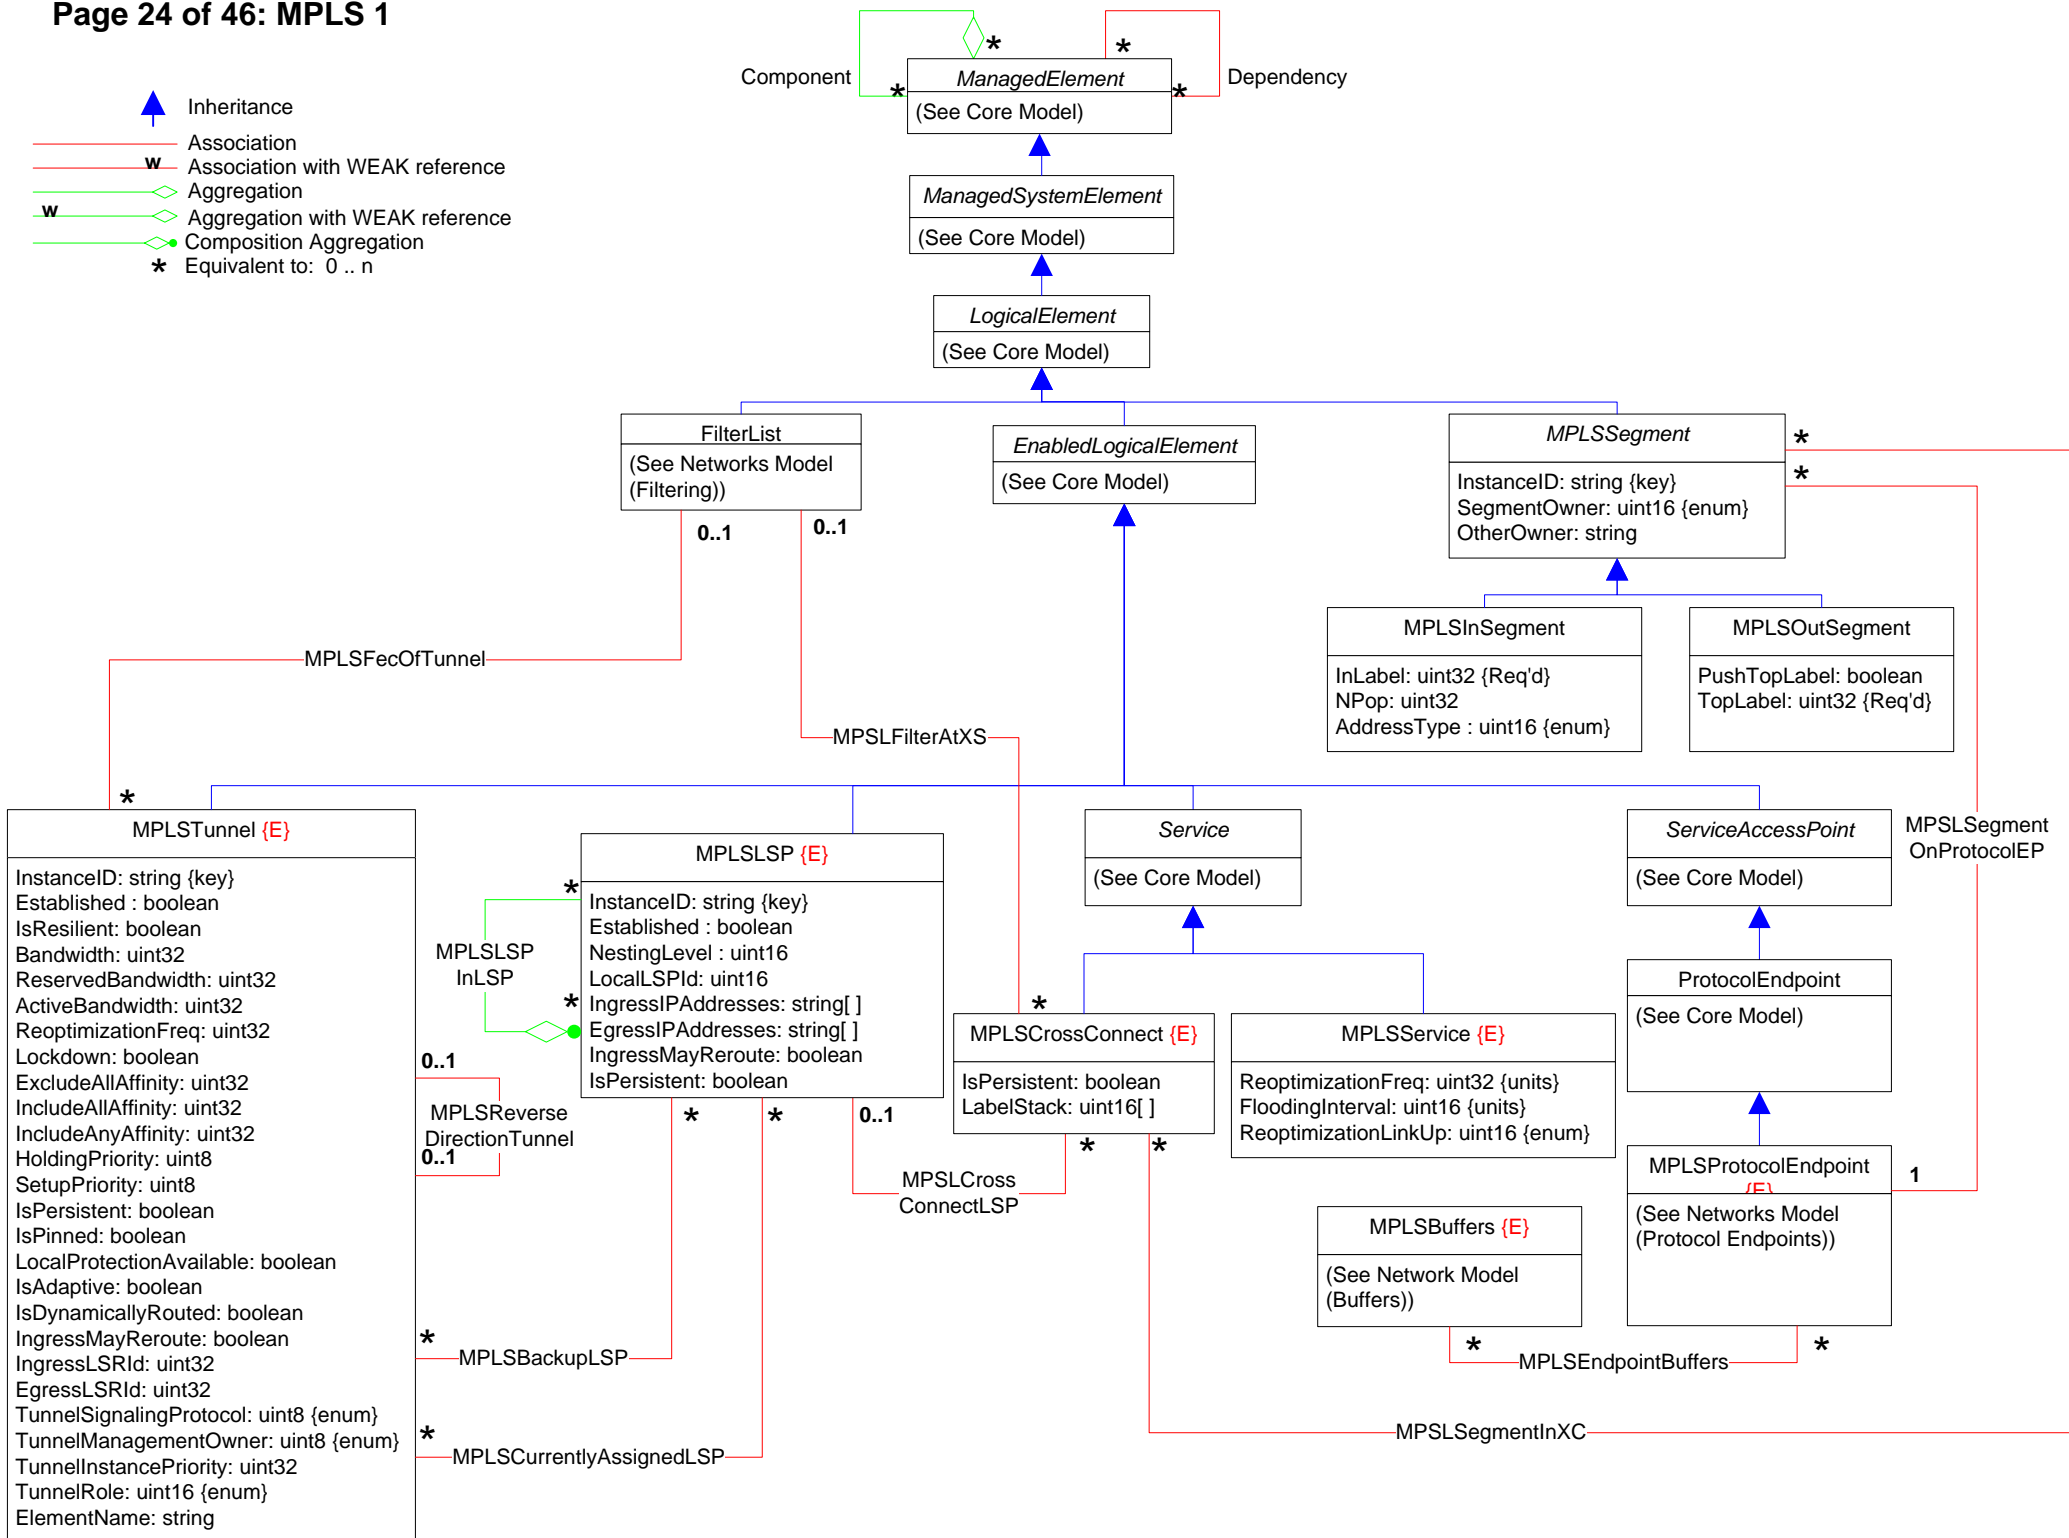 Page 24 of 46: MPLS 1
Inheritance
Association
w
Association with WEAK reference
Aggregation
w
Aggregation with WEAK reference
Composition Aggregation
* Equivalent to: 0 .. n
Component
*
*
*
*
Dependency
ManagedElement
(See Core Model)
ManagedSystemElement
(See Core Model)
LogicalElement
(See Core Model)
FilterList
(See Networks Model
(Filtering))
0..1
0..1
EnabledLogicalElement
(See Core Model)
MPLSSegment
InstanceID: string {key}
SegmentOwner: uint16 {enum}
OtherOwner: string
*
*
MPLSInSegment
InLabel: uint32 {Req'd}
NPop: uint32
AddressType : uint16 {enum}
MPLSOutSegment
PushTopLabel: boolean
TopLabel: uint32 {Req'd}
MPLSFecOfTunnel
MPSLFilterAtXS
*
MPLSTunnel {E}
InstanceID: string {key}
Established : boolean
IsResilient: boolean
Bandwidth: uint32
ReservedBandwidth: uint32
ActiveBandwidth: uint32
ReoptimizationFreq: uint32
Lockdown: boolean
ExcludeAllAffinity: uint32
IncludeAllAffinity: uint32
IncludeAnyAffinity: uint32
HoldingPriority: uint8
SetupPriority: uint8
IsPersistent: boolean
IsPinned: boolean
LocalProtectionAvailable: boolean
IsAdaptive: boolean
IsDynamicallyRouted: boolean
IngressMayReroute: boolean
IngressLSRId: uint32
EgressLSRId: uint32
TunnelSignalingProtocol: uint8 {enum}
TunnelManagementOwner: uint8 {enum}
TunnelInstancePriority: uint32
TunnelRole: uint16 {enum}
ElementName: string
MPLSLSP {E}
InstanceID: string {key}
Established : boolean
NestingLevel : uint16
LocalLSPId: uint16
IngressIPAddresses: string[ ]
EgressIPAddresses: string[ ]
IngressMayReroute: boolean
IsPersistent: boolean
*
MPLSLSP
InLSP
*
0..1
MPLSReverse
DirectionTunnel
0..1
*
*
0..1
*
MPLSBackupLSP
*
MPLSCurrentlyAssignedLSP
MPSLCross
ConnectLSP
Service
(See Core Model)
*
MPLSCrossConnect {E}
IsPersistent: boolean
LabelStack: uint16[ ]
*
*
MPLSService {E}
ReoptimizationFreq: uint32 {units}
FloodingInterval: uint16 {units}
ReoptimizationLinkUp: uint16 {enum}
ServiceAccessPoint
(See Core Model)
MPSLSegment
OnProtocolEP
ProtocolEndpoint
(See Core Model)
MPLSProtocolEndpoint
{E}
(See Networks Model
(Protocol Endpoints))
1
MPLSBuffers {E}
(See Network Model
(Buffers))
*
MPLSEndpointBuffers
*
MPSLSegmentInXC